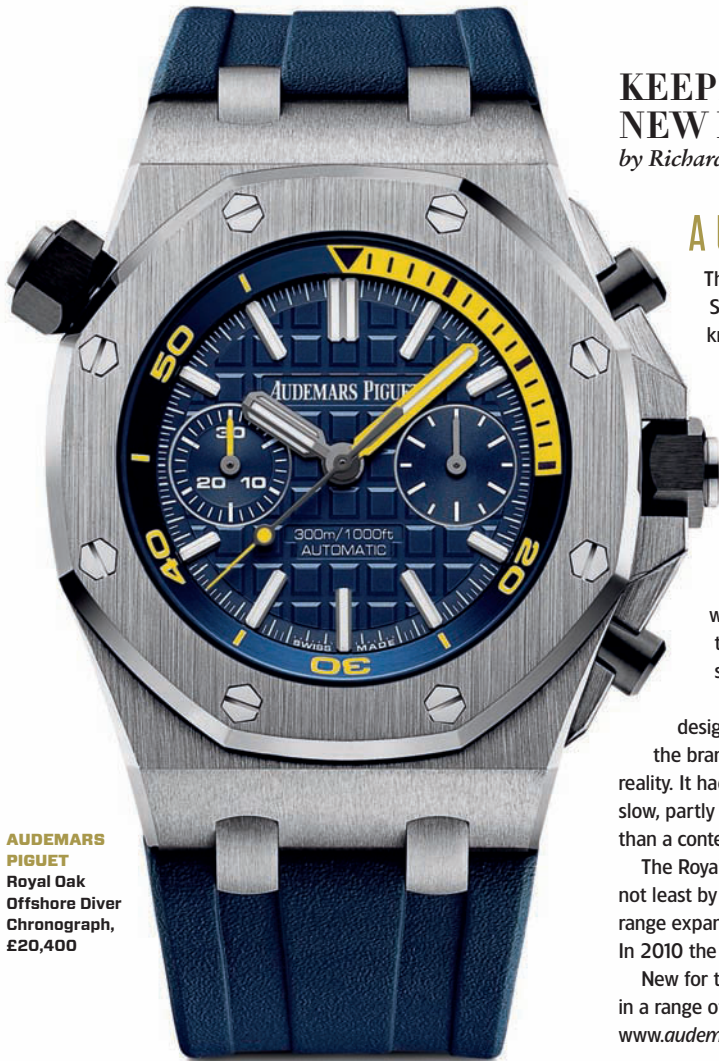 50
AUDEMARS PIGUET
30
20 10
300m/1000ft
AUTOMATIC
40
20
SWISS MADE
30
AUDEMARS
PIGUET
Royal Oak
Offshore Diver
Chronograph,
£20,400
KEEP
NEW
by Richard
A U
Th
S
kn
w
t
s
desig
the bran
reality. It had
slow, partly
than a conte
The Roya
not least by
range expan
In 2010 the
New for t
in a range o
www.audem